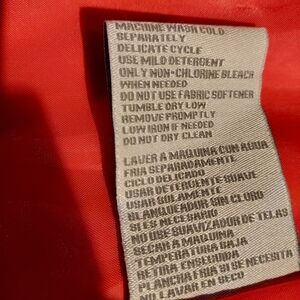 MACHINE WASH COLD
SEPARATELY
DELICATE CYCLE
USE MILD DETERGENT
ONLY NON-CHLORINE BLEACH
WHEN NEEDED
DO NOT USE FABRIC SOFTENER
TUMBLE DRY LOW
REMOVE PROMPTLY
LOW IRON IF NEEDED
DO NOT DRY CLEAN
LAVER A MAQUINA CON AGUA
FRIA SEPARADAMENTE
CICLO DELICADO
USAR DETERGENTE SUAVE
USAR SOLAMENTE
BLANQUEADOR SIN CLORO
SI ES NECESARIO
NO USE SUAVIZADOR DE TELAS
SECAR A MAQUINA
TEMPERATURA BAJA
RETIRA ENSEGUIDA
PLANCHA FRIA SI SE NECESITA
NO LAVAR EN SECO